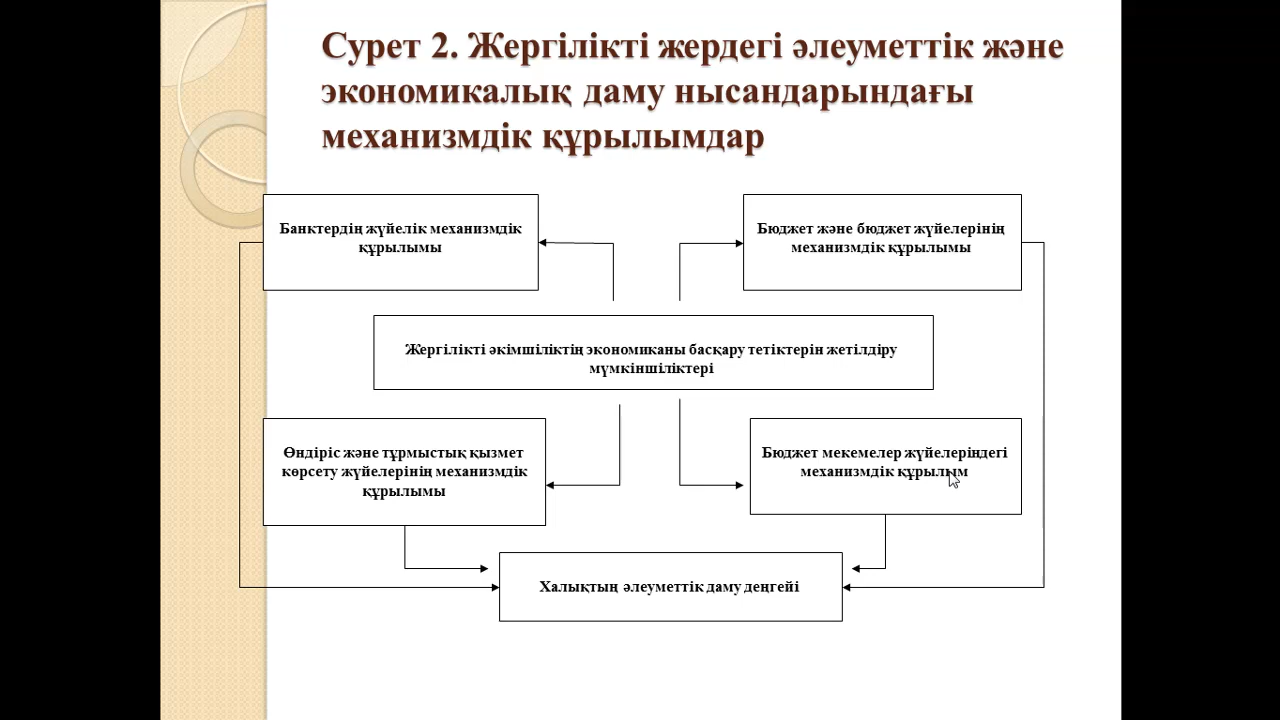 Сурет 2. Жергілікті жердегі әлеуметтік және
экономикалық даму нысандарындағы
механизмдік құрылымдар
Банктердің жүйелік механизмдік
құрылымы
Бюджет және бюджет жүйелерінің
механизмдік құрылымы
Жергілікті әкімшіліктің экономиканы басқару тетіктерін жетілдіру
мүмкіншіліктері
Өндіріс және тұрмыстық қызмет
көрсету жүйелерінің механизмдік
құрылымы
Бюджет мекемелер жүйелеріндегі
механизмдік құрылым
Халықтың әлеуметтік даму деңгейі